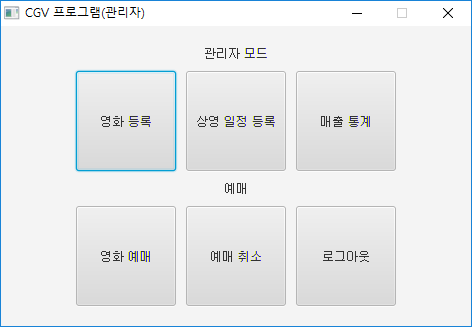 CGV 프로그램(관리자)
관리자 모드
영화 등록
상영 일정 등록
매출 통계
예매
영화 예매
예매 취소
로그아웃